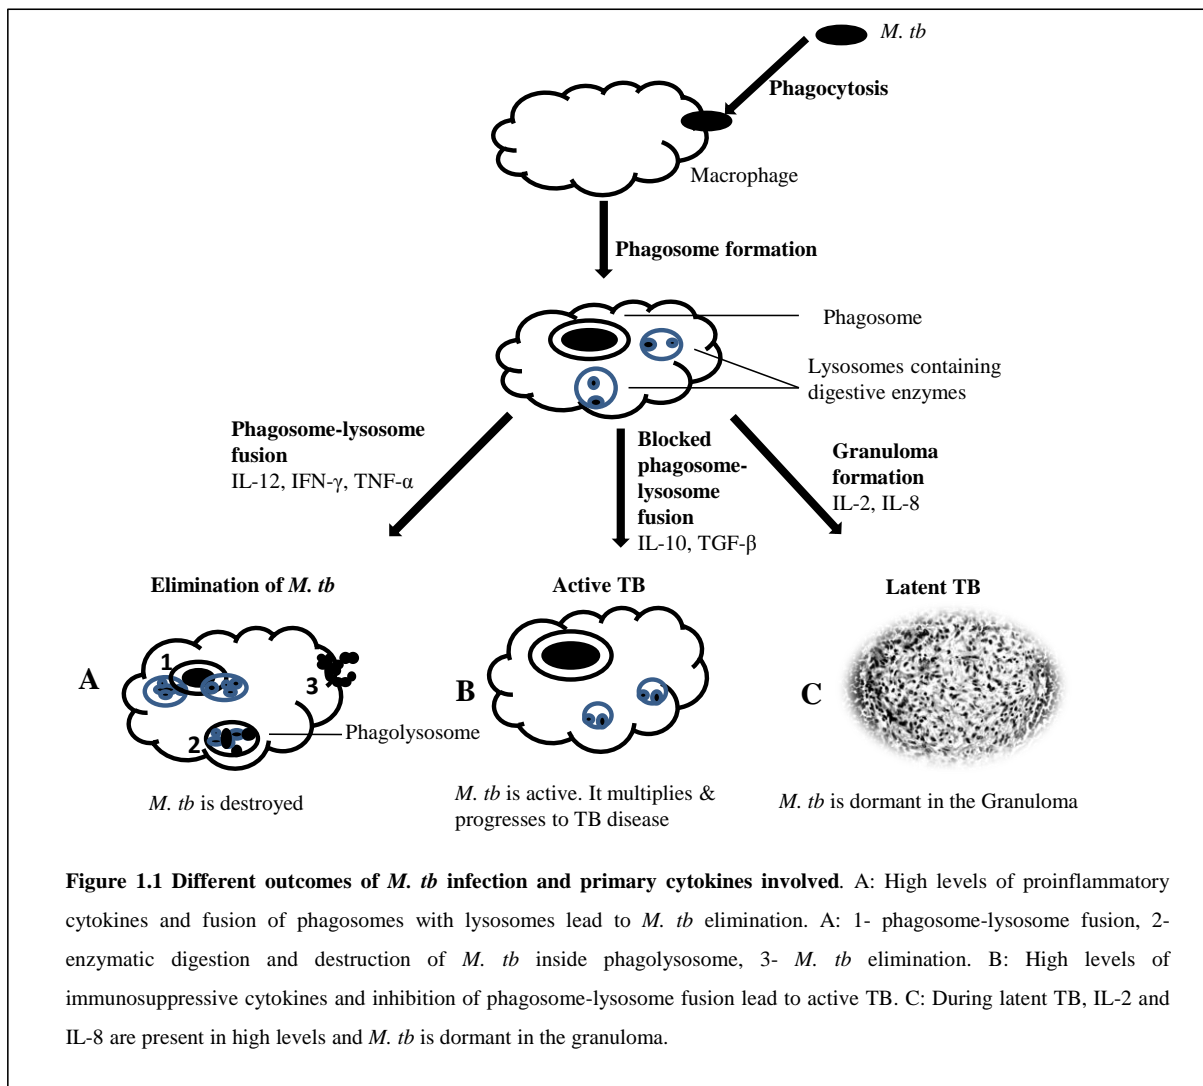 M. tb
Phagocytosis
Macrophage
Phagosome formation
Phagosome
Lysosomes containing
digestive enzymes
Phagosome-lysosome
fusion
IL-12, IFN-γ, TNF-α
Blocked
phagosome-
lysosome
fusion
IL-10, TGF-β
Granuloma
formation
IL-2, IL-8
Elimination of M. tb
Active TB
Latent TB
A
1
2
3
Phagolysosome
B
C
M. tb is destroyed
M. tb is active. It multiplies &
progresses to TB disease
M. tb is dormant in the Granuloma
Figure 1.1 Different outcomes of M. tb infection and primary cytokines involved. A: High levels of proinflammatory
cytokines and fusion of phagosomes with lysosomes lead to M. tb elimination. A: 1- phagosome-lysosome fusion, 2-
enzymatic digestion and destruction of M. tb inside phagolysosome, 3- M. tb elimination. B: High levels of
immunosuppressive cytokines and inhibition of phagosome-lysosome fusion lead to active TB. C: During latent TB, IL-2 and
IL-8 are present in high levels and M. tb is dormant in the granuloma.